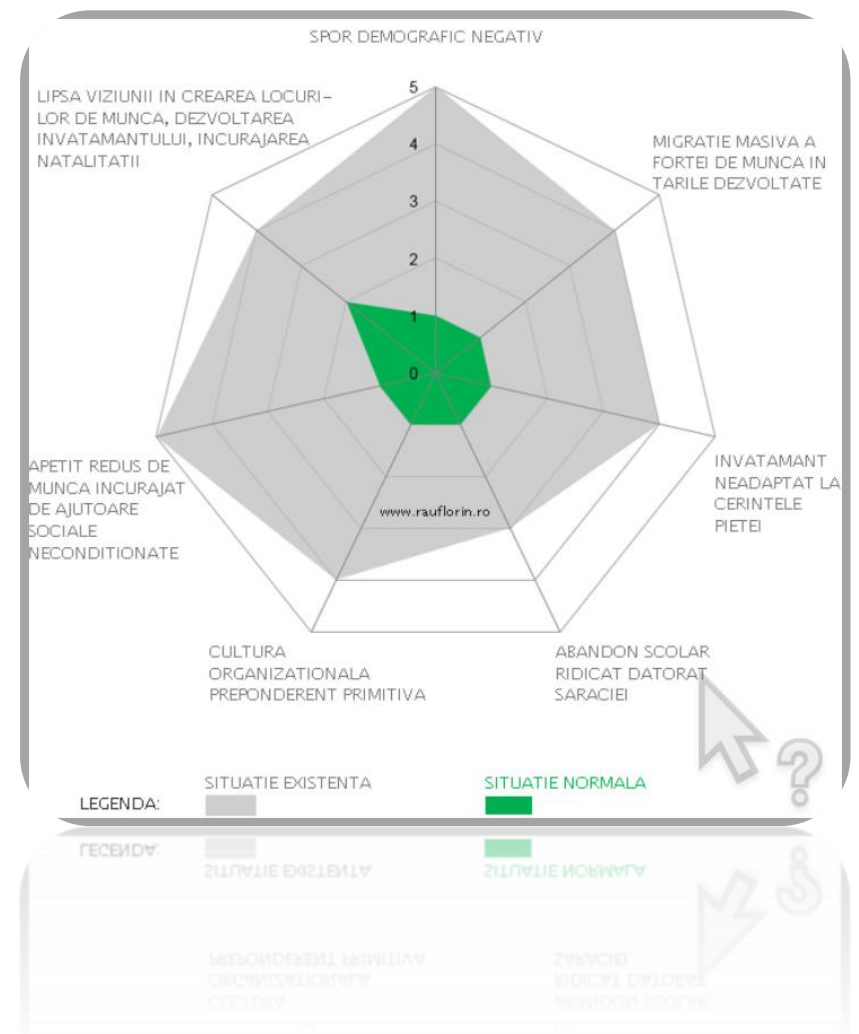 SPOR DEMOGRAFIC NEGATIV
LIPSA VIZIUNII IN CREAREA LOCURI–
LOR DE MUNCA, DEZVOLTAREA
INVATAMANTULUI, INCURAJAREA
NATALITATII
MIGRATIE MASIVA A
FORTEI DE MUNCA IN
TARILE DEZVOLTATE
5
4
3
2
1
0
INVATAMANT
NEADAPTAT LA
CERINTELE
PIETEI
APETIT REDUS DE
MUNCA INCURAJAT
DE AJUTOARE
SOCIALE
NECONDITIONATE
www.rauflorin.ro
CULTURA
ORGANIZATIONALA
PREPONDERENT PRIMITIVA
ABANDON SCOLAR
RIDICAT DATORAT
SARACIEI
LEGENDA:
SITUATIE EXISTENTA
SITUATIE NORMALA
?